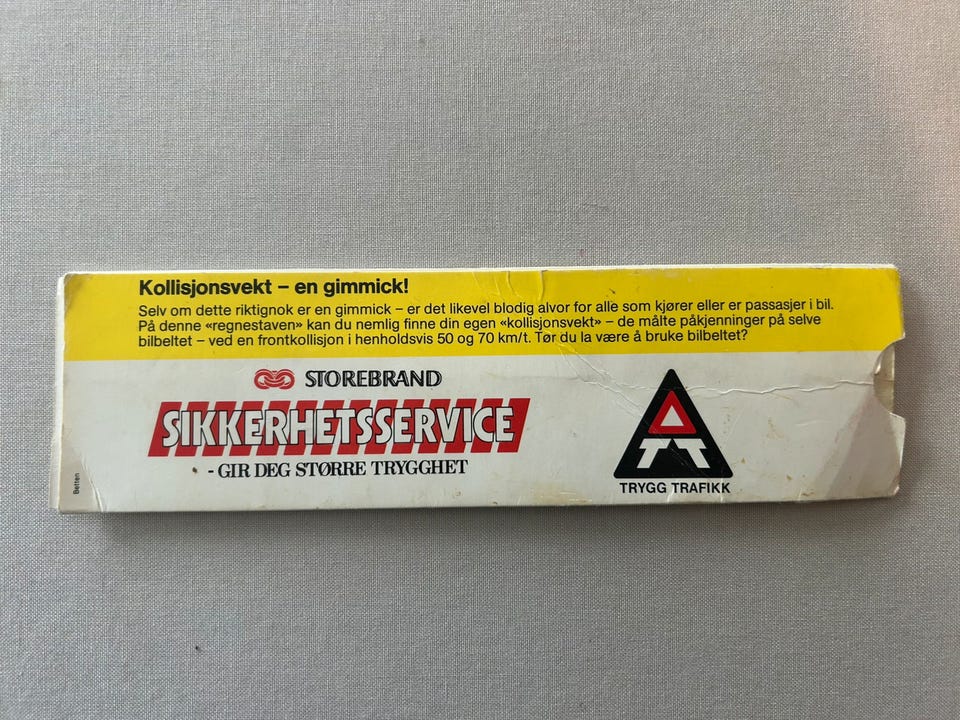 Kollisjonsvekt – en gimmick!
Selv om dette riktignok er en gimmick – er det likevel blodig alvor for alle som kjører eller er passasjer i bil.
På denne «regnestaven» kan du nemlig finne din egen «kollisjonsvekt» – de målte påkjenninger på selve
bilbeltet – ved en frontkollisjon i henholdsvis 50 og 70 km/t. Tør du la være å bruke bilbeltet?
STOREBRAND
SIKKERHETSSERVICE
- GIR DEG STØRRE TRYGGHET
TRYGG TRAFIKK
Betten